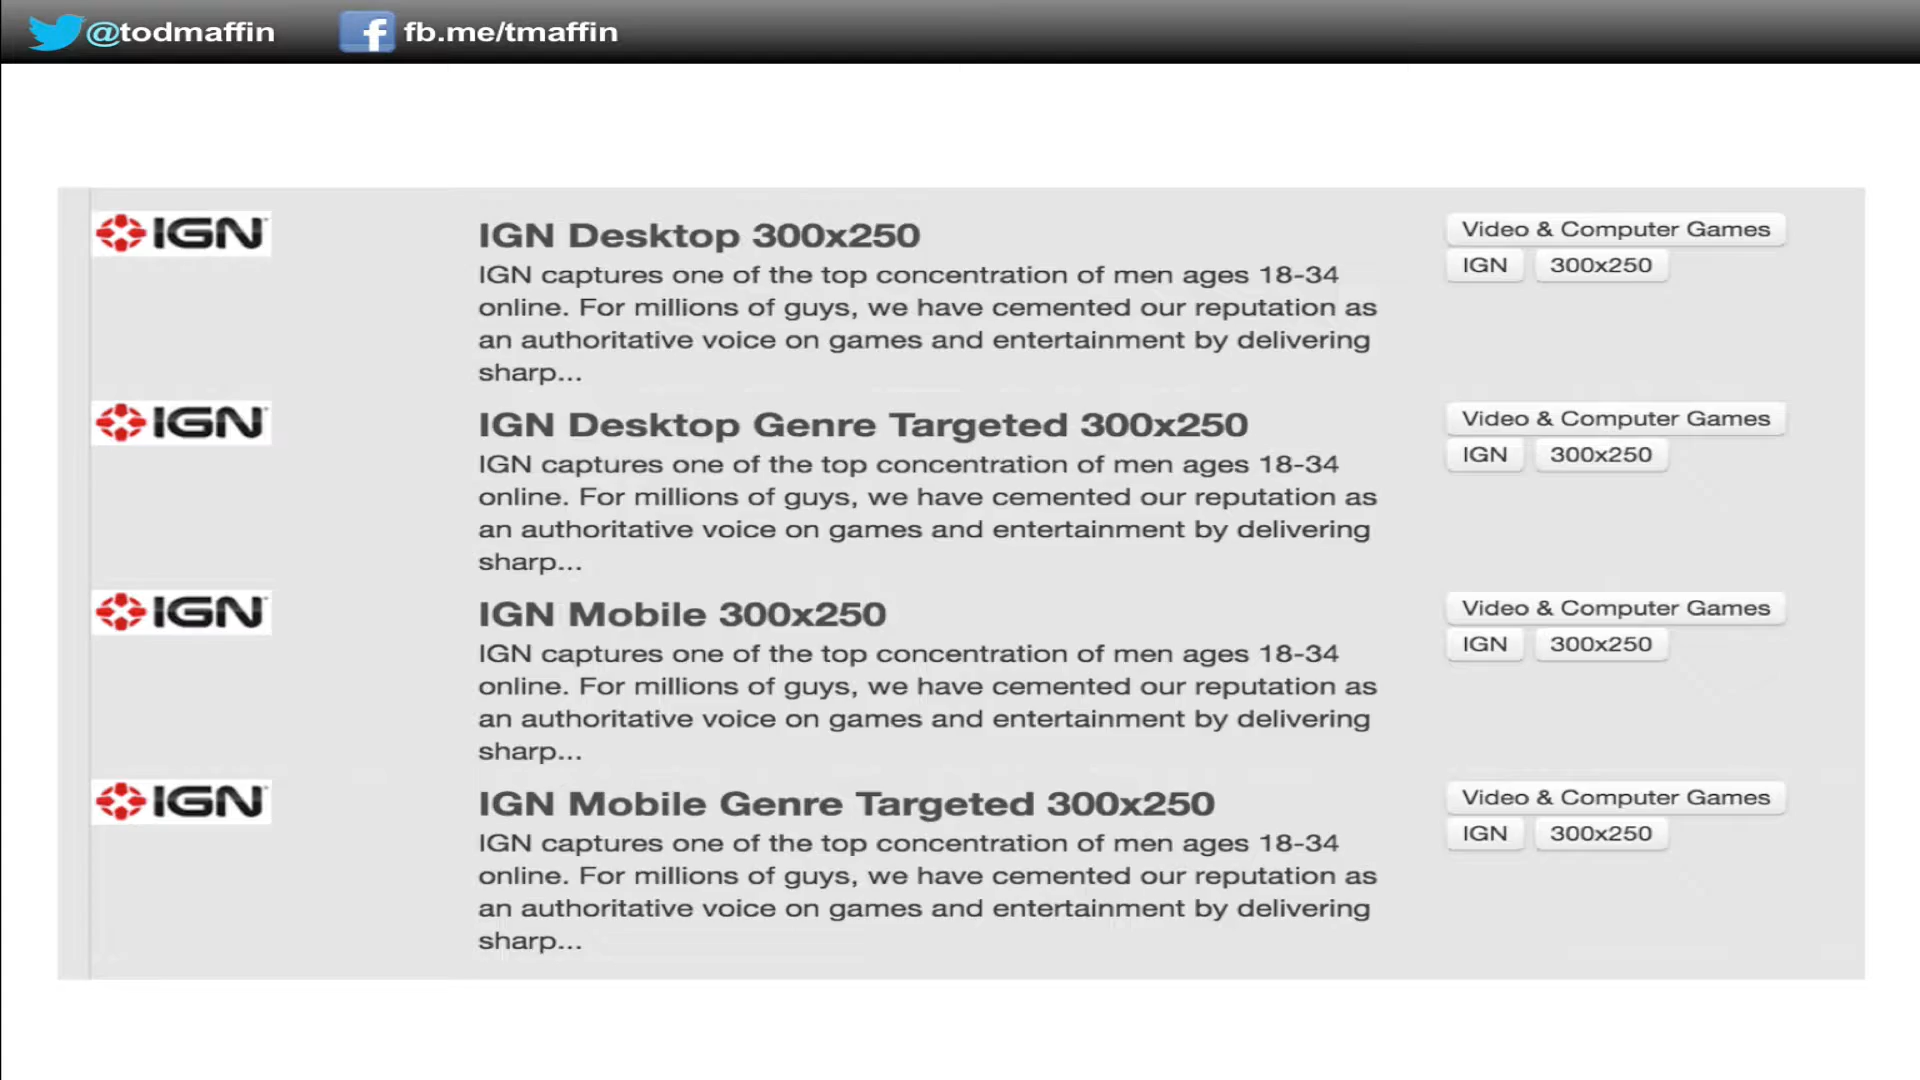 @todmaffin fb.me/tmaffin
IGN
IGN Desktop 300x250
IGN captures one of the top concentration of men ages 18-34
online. For millions of guys, we have cemented our reputation as
an authoritative voice on games and entertainment by delivering
sharp...
Video & Computer Games
IGN 300x250
IGN
IGN Desktop Genre Targeted 300x250
IGN captures one of the top concentration of men ages 18-34
online. For millions of guys, we have cemented our reputation as
an authoritative voice on games and entertainment by delivering
sharp...
Video & Computer Games
IGN 300x250
IGN
IGN Mobile 300x250
IGN captures one of the top concentration of men ages 18-34
online. For millions of guys, we have cemented our reputation as
an authoritative voice on games and entertainment by delivering
sharp...
Video & Computer Games
IGN 300x250
IGN
IGN Mobile Genre Targeted 300x250
IGN captures one of the top concentration of men ages 18-34
online. For millions of guys, we have cemented our reputation as
an authoritative voice on games and entertainment by delivering
sharp...
Video & Computer Games
IGN 300x250